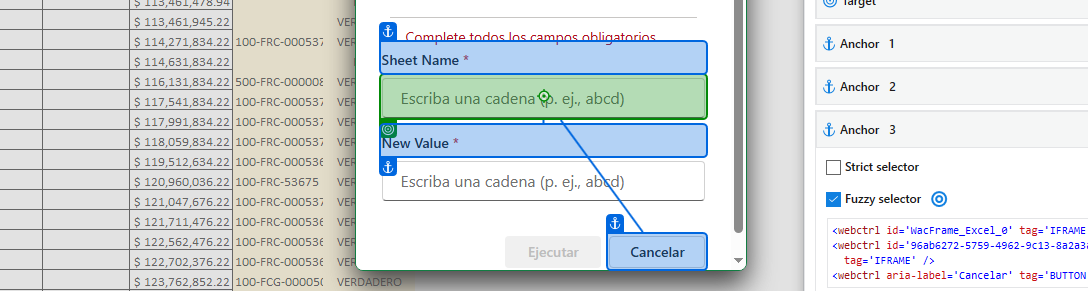 $ 113,461,478.94
$ 113,461,945.22 VER
$ 114,271,834.22 100-FRC-000537 VER
$ 114,631,834.22
$ 116,131,834.22 500-FRC-000008 VER
$ 117,541,834.22 100-FRC-000537 VER
$ 117,991,834.22 100-FRC-000537 VER
$ 118,059,834.22 100-FRC-000537 VER
$ 119,512,634.22 100-FRC-000536 VER
$ 120,960,036.22 100-FRC-53675 VER
$ 121,047,676.22 100-FRC-000537 VER
$ 121,711,476.22 100-FRC-000536 VER
$ 122,562,476.22 100-FRC-000536 VER
$ 122,702,376.22 100-FRC-000536 VER
$ 123,762,852.22 100-FCG-000050 VERDADERO
Complete todos los campos obligatorios
Sheet Name *
Escriba una cadena (p. ej., abcd)
New Value *
Escriba una cadena (p. ej., abcd)
Ejecutar
Cancelar
Target
Anchor 1
Anchor 2
Anchor 3
Strict selector
Fuzzy selector
<webctrl id='WacFrame_Excel_0' tag='IFRAME
<webctrl id='96ab6272-5759-4962-9c13-8a2a3a
tag='IFRAME' />
<webctrl aria-label='Cancelar' tag='BUTTON